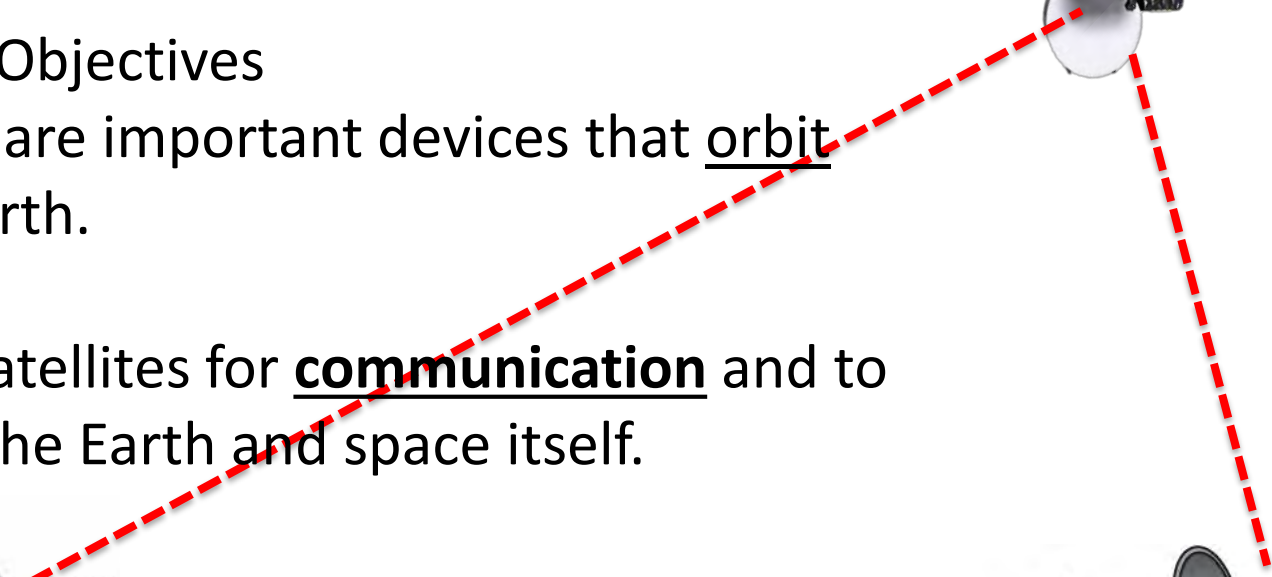 Objectives
are important devices that orbit
rth.
atellites for communication and to
he Earth and space itself.